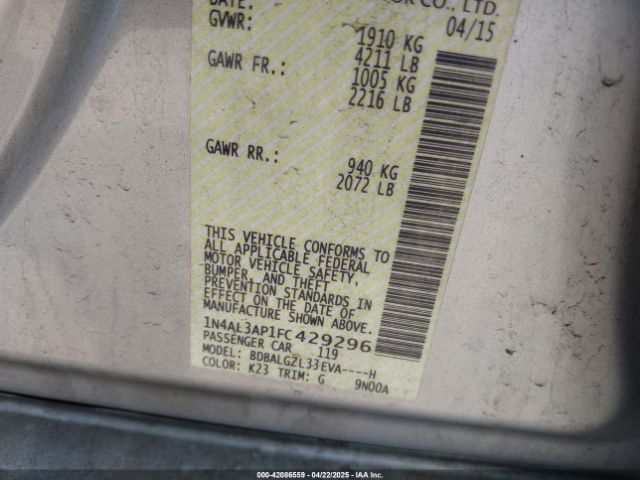 DATE:
OR CO., LTD.
04/15
GVWR: 1910 KG
4211 LB
GAWR FR.: 1005 KG
2216 LB
GAWR RR.: 940 KG
2072 LB
THIS VEHICLE CONFORMS TO
ALL APPLICABLE FEDERAL
MOTOR VEHICLE SAFETY,
BUMPER, AND THEFT
PREVENTION STANDARDS IN
EFFECT ON THE DATE OF
MANUFACTURE SHOWN ABOVE.
1N4AL3AP1FC429296
PASSENGER CAR 119
MODEL: BDBALGZL33EVA----H
COLOR: K23 TRIM: G 9N00A
000-42086559 - 04/22/2025 - IAA Inc.